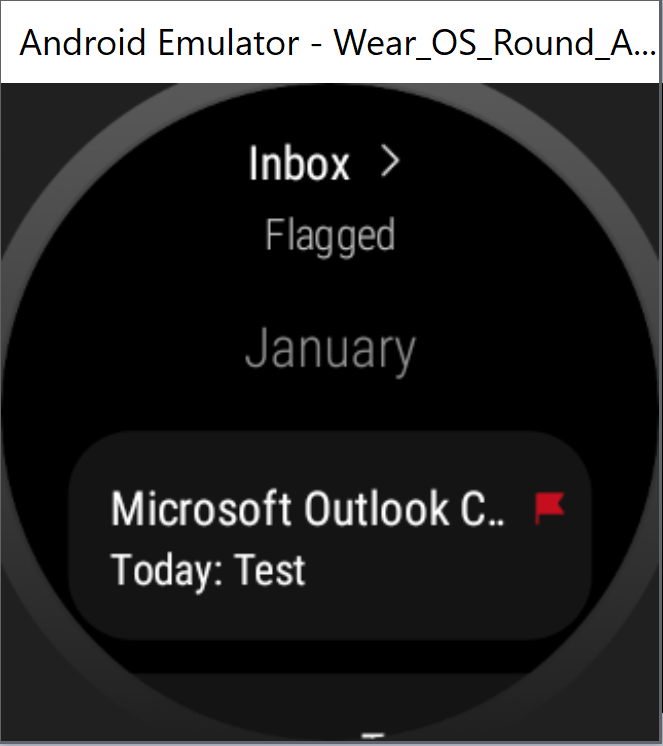 Android Emulator - Wear_OS_Round_A...
Inbox >
Flagged
January
Microsoft Outlook C..
Today: Test